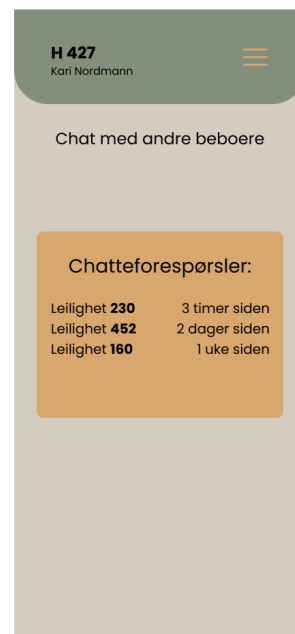 H 427
Kari Nordmann
Chat med andre beboere
Chatteforespørsler:
Leilighet 230 3 timer siden
Leilighet 452 2 dager siden
Leilighet 160 1 uke siden